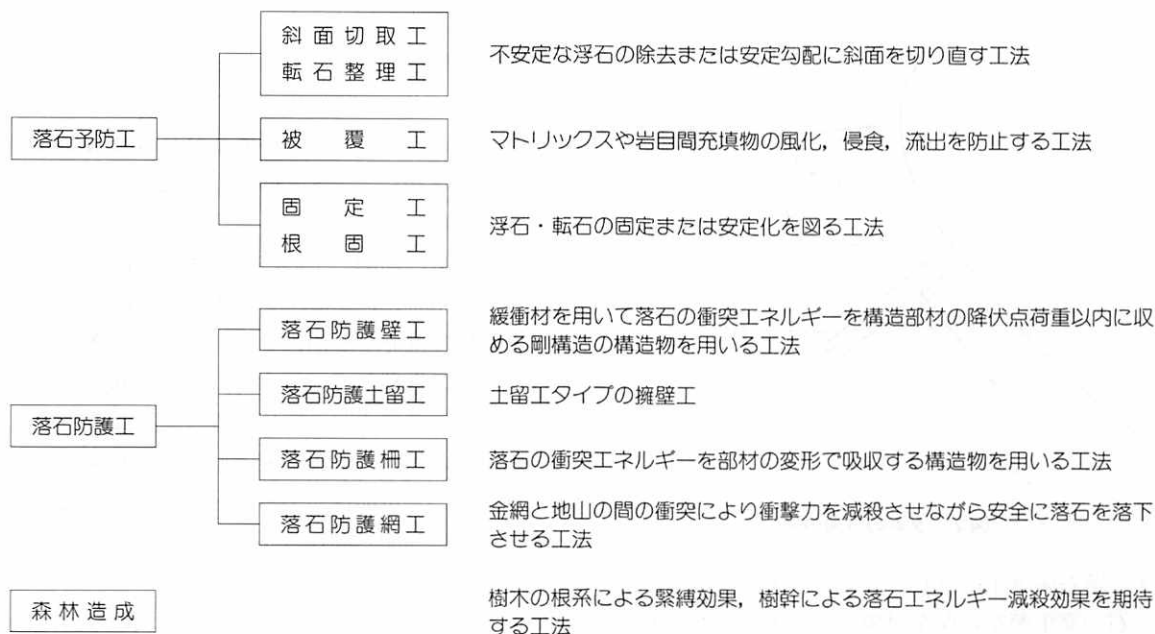 斜面切取工
転石整理工
不安定な浮石の除去または安定勾配に斜面を切り直す工法
落石予防工
被覆工
マトリックスや岩目間充填物の風化，侵食，流出を防止する工法
固定工
根固工
浮石・転石の固定または安定化を図る工法
落石防護壁工
緩衝材を用いて落石の衝突エネルギーを構造部材の降伏点荷重以内に収
める剛構造の構造物を用いる工法
落石防護土留工
土留工タイプの擁壁工
落石防護工
落石防護柵工
落石の衝突エネルギーを部材の変形で吸収する構造物を用いる工法
落石防護網工
金網と地山の間の衝突により衝撃力を減殺させながら安全に落石を落下
させる工法
森林造成
樹木の根系による緊縛効果，樹幹による落石エネルギー減殺効果を期待
する工法